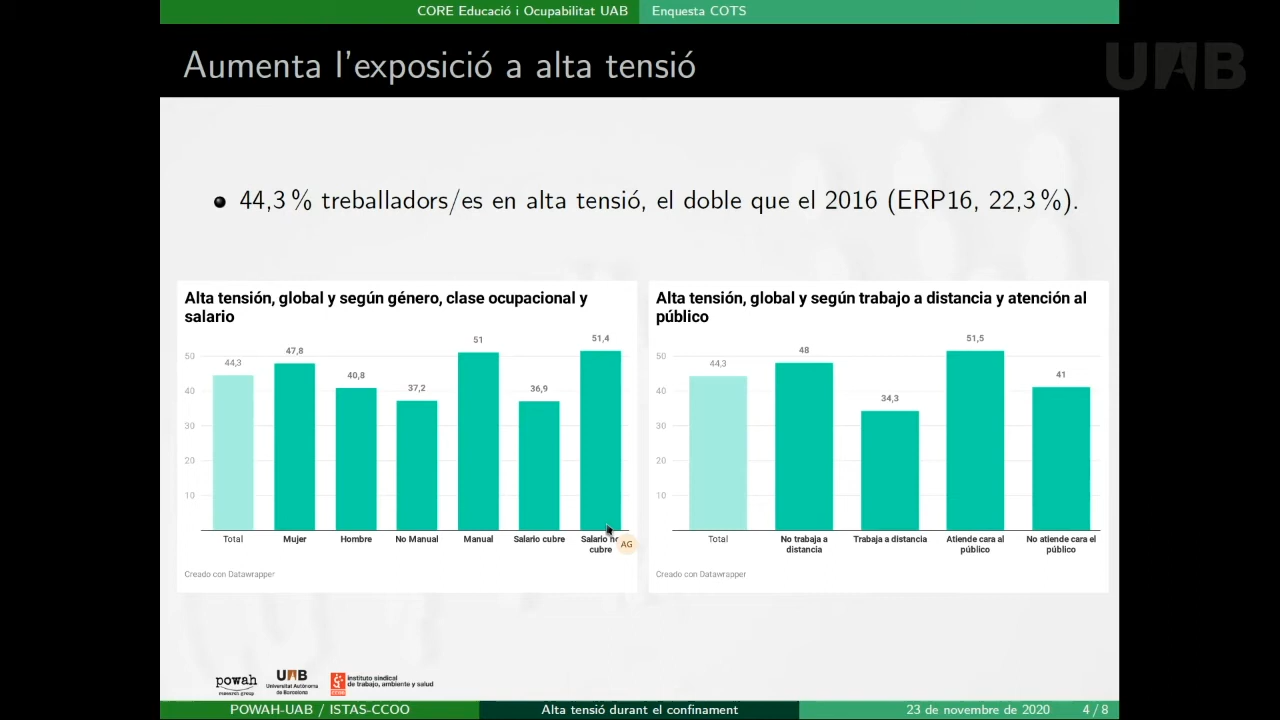 CORE Educació i Ocupabilitat UAB
Enquesta COTS
Aumenta l'exposició a alta tensió
UAB
• 44,3 % treballadors/es en alta tensió, el doble que el 2016 (ERP16, 22,3 %).
Alta tensión, global y según género, clase ocupacional y
salario
50
40
30
20
10
44,3
47,8
40,8
37,2
51
36,9
51,4
Total
Mujer
Hombre
No Manual
Manual
Salario cubre
Salario no
cubre
AG
Creado con Datawrapper
Alta tensión, global y según trabajo a distancia y atención al
público
50
40
30
20
10
44,3
48
34,3
51,5
41
Total
No trabaja a
distancia
Trabaja a distancia
Atiende cara al
público
No atiende cara el
público
Creado con Datawrapper
powah
research group
UAB
Universitat Autònoma
de Barcelona
instituto sindical
de trabajo, ambiente y salud
POWAH-UAB / ISTAS-CCOO
Alta tensió durant el confinament
23 de novembre de 2020
4 / 8